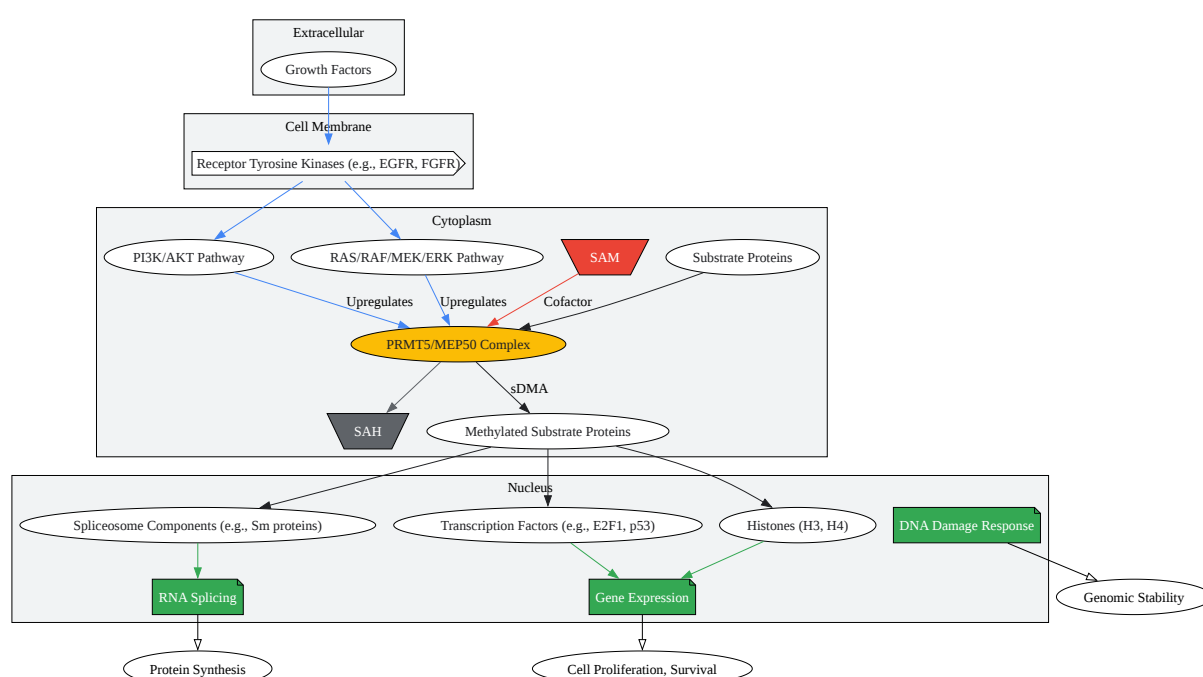 Extracellular
Growth Factors
Cell Membrane
Receptor Tyrosine Kinases (e.g., EGFR, FGFR)
Cytoplasm
PI3K/AKT Pathway
RAS/RAF/MEK/ERK Pathway
SAM
Substrate Proteins
Upregulates
Upregulates
Cofactor
PRMT5/MEP50 Complex
sDMA
SAH
Methylated Substrate Proteins
Nucleus
Spliceosome Components (e.g., Sm proteins)
Transcription Factors (e.g., E2F1, p53)
Histones (H3, H4)
DNA Damage Response
RNA Splicing
Gene Expression
Genomic Stability
Protein Synthesis
Cell Proliferation, Survival